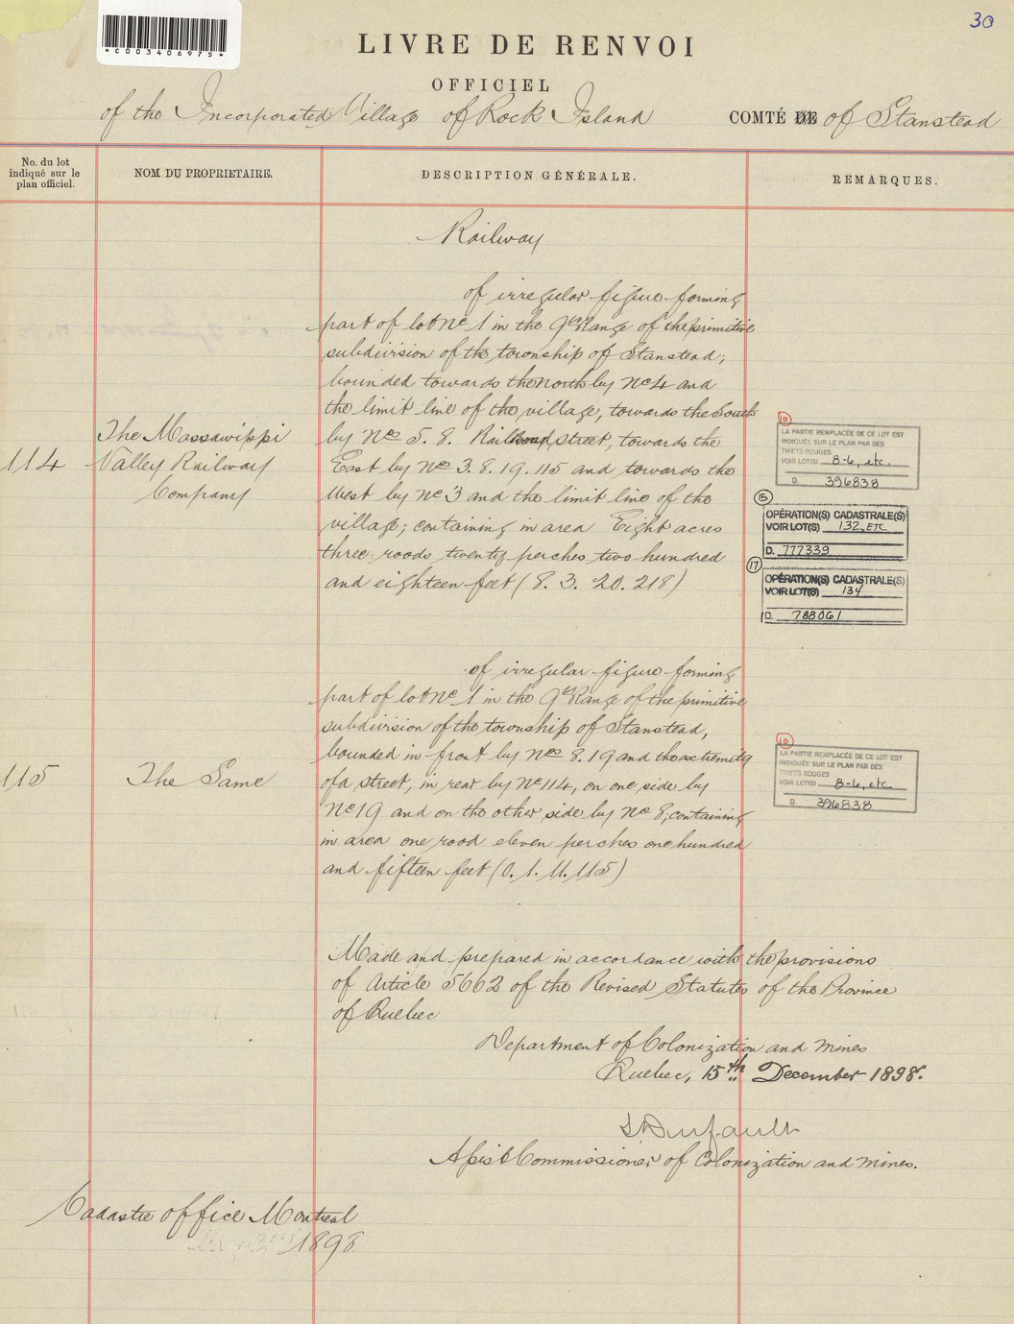 30
*C003406975*
LIVRE DE RENVOI
OFFICIEL
of the Incorporated Village of Rock Island COMTÉ DE of Stanstead
No. du lot indiqué sur le plan officiel. NOM DU PROPRIETAIRE. DESCRIPTION GÉNÉRALE. REMARQUES.
Railway
of irregular figure forming
part of lot No 1 in the 9th Range of the primitive
subdivision of the township of Stanstead;
bounded towards the north by No 4 and
the limit line of the village, towards the South
by Nos 5. 8. Railroad street, towards the
East by No 3. 8. 19. 115 and towards the
West by No 3 and the limit line of the
village; containing in area Eight acres
three roods twenty perches two hundred
and eighteen feet (8. 3. 20. 218)
114
The Massawippi
Valley Railway
Company
10
LA PARTIE REMPLACÉE DE CE LOT EST
INDIQUÉE SUR LE PLAN PAR DES
TIRETS ROUGES
VOIR LOT(S) 8-6, etc.
D. 396838
15
OPÉRATION(S) CADASTRALE(S)
VOIR LOT(S) 132, ETC
D. 777339
17
OPÉRATION(S) CADASTRALE(S)
VOIR LOT(S) 134
D. 788061
of irregular figure forming
part of lot No 1 in the 9th Range of the primitive
subdivision of the township of Stanstead,
bounded in front by Nos 8. 19 and the extremity
of a street, in rear by No 114, on one side by
No 19 and on the other side by No 8; containing
in area one rood eleven perches one hundred
and fifteen feet (0. 1. 11. 115)
115
The Same
10
LA PARTIE REMPLACÉE DE CE LOT EST
INDIQUÉE SUR LE PLAN PAR DES
TIRETS ROUGES
VOIR LOT(S) 8-6, etc.
D. 396838
Made and prepared in accordance with the provisions
of Article 5662 of the Revised Statutes of the Province
of Quebec
Department of Colonization and Mines
Quebec, 15th December 1898.
Dufault
Assist Commissioner of Colonization and Mines.
Cadastre office Montreal
1898